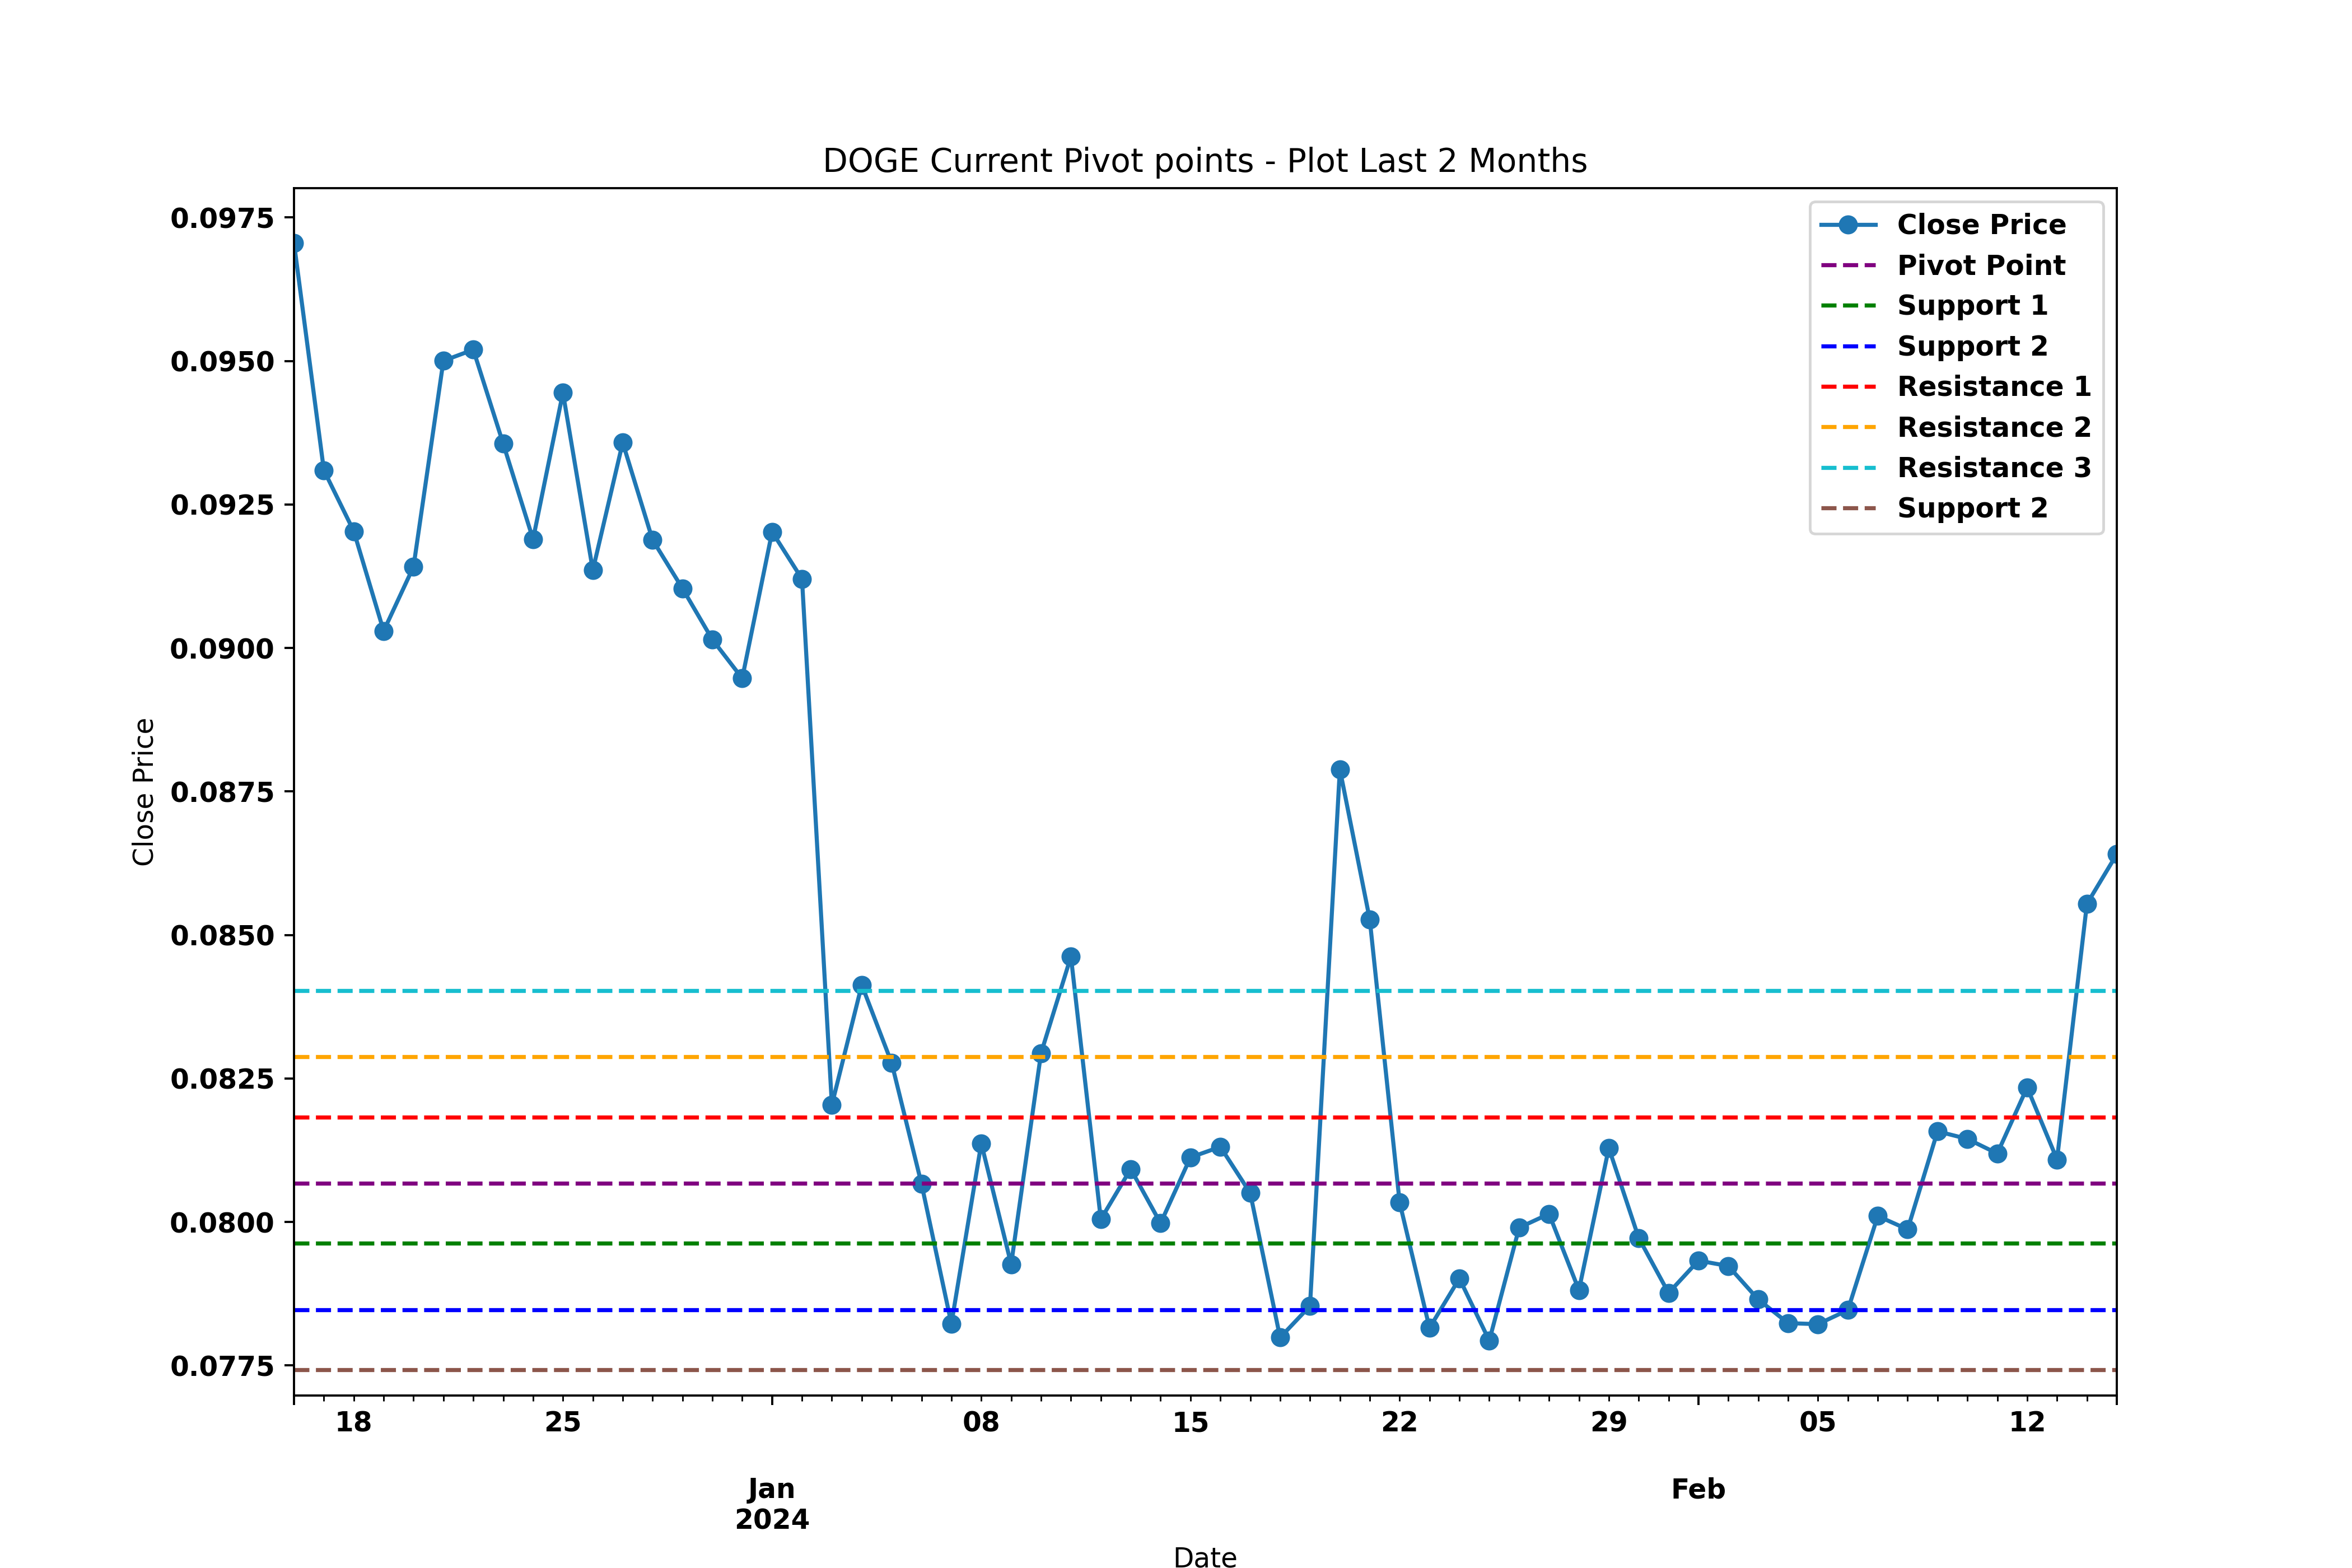 DOGE Current Pivot points - Plot Last 2 Months
0.0975
0.0950
0.0925
0.0900
0.0875
0.0850
0.0825
0.0800
0.0775
Close Price
Close Price
Pivot Point
Support 1
Support 2
Resistance 1
Resistance 2
Resistance 3
Support 2
18 25 08 15 22 29 05 12
Jan Feb
2024
Date